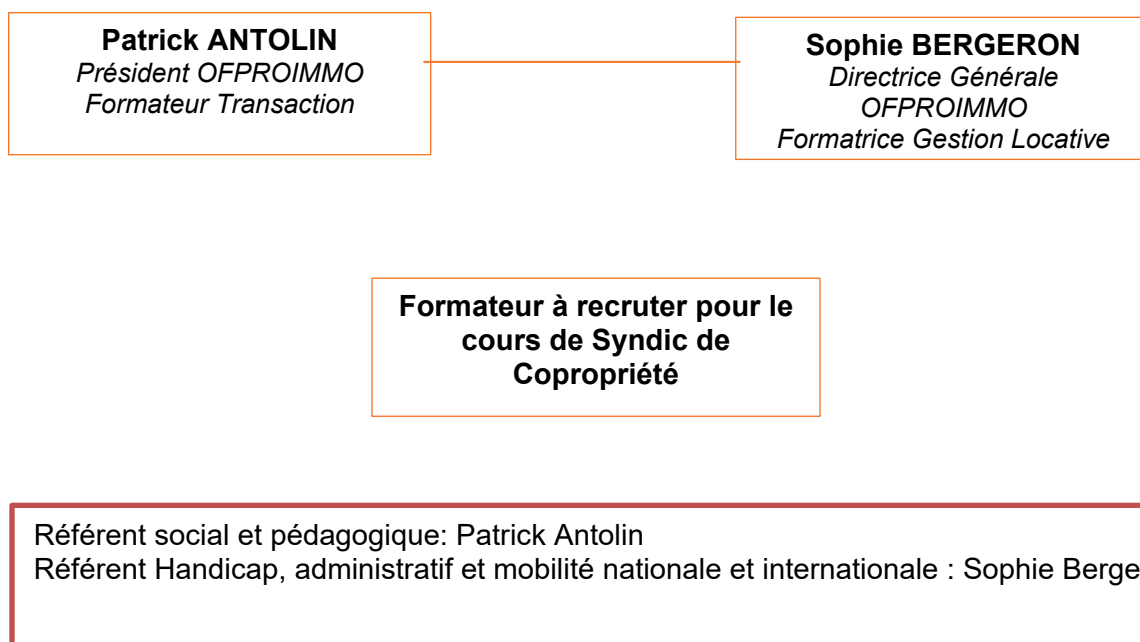 Patrick ANTOLIN
Président OFPROIMMO
Formateur Transaction
Sophie BERGERON
Directrice Générale
OFPROIMMO
Formatrice Gestion Locative
Formateur à recruter pour le
cours de Syndic de
Copropriété
Référent social et pédagogique: Patrick Antolin
Référent Handicap, administratif et mobilité nationale et internationale : Sophie Berge